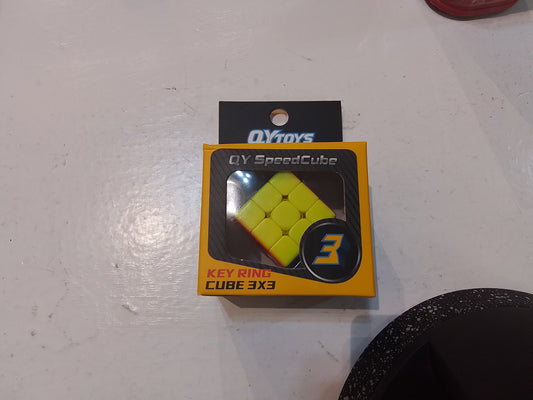 QYTOYS
QY SpeedCube
3
KEY RING
CUBE 3X3